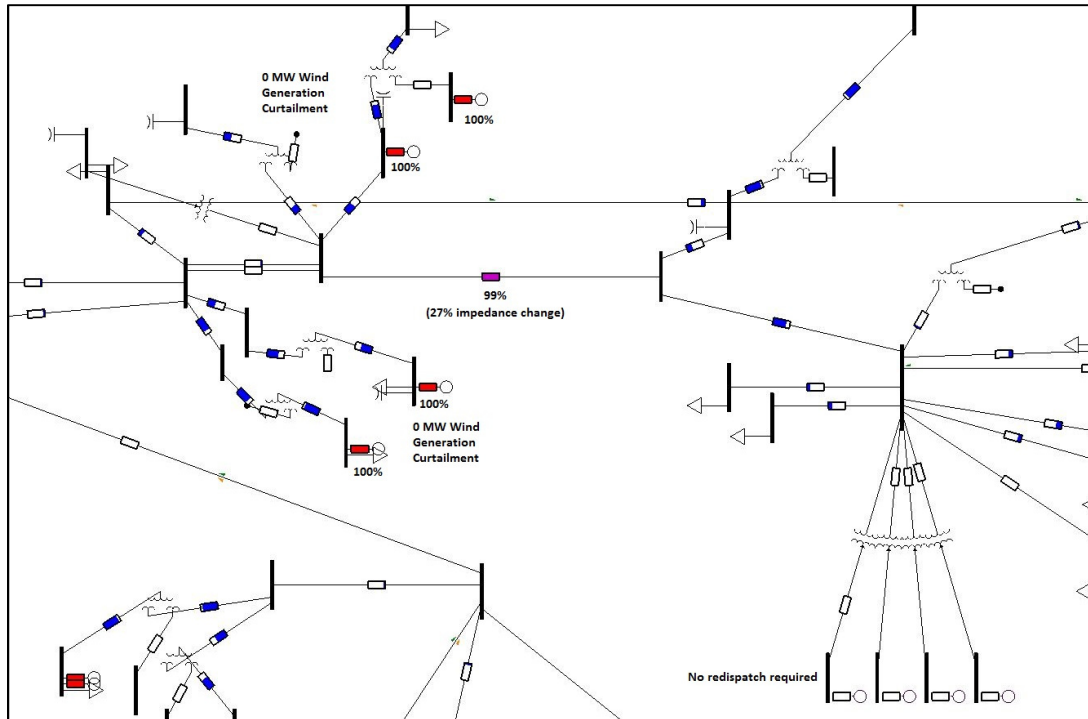 0 MW Wind
Generation
Curtailment
100%
100%
99%
(27% impedance change)
100%
0 MW Wind
Generation
Curtailment
100%
No redispatch required